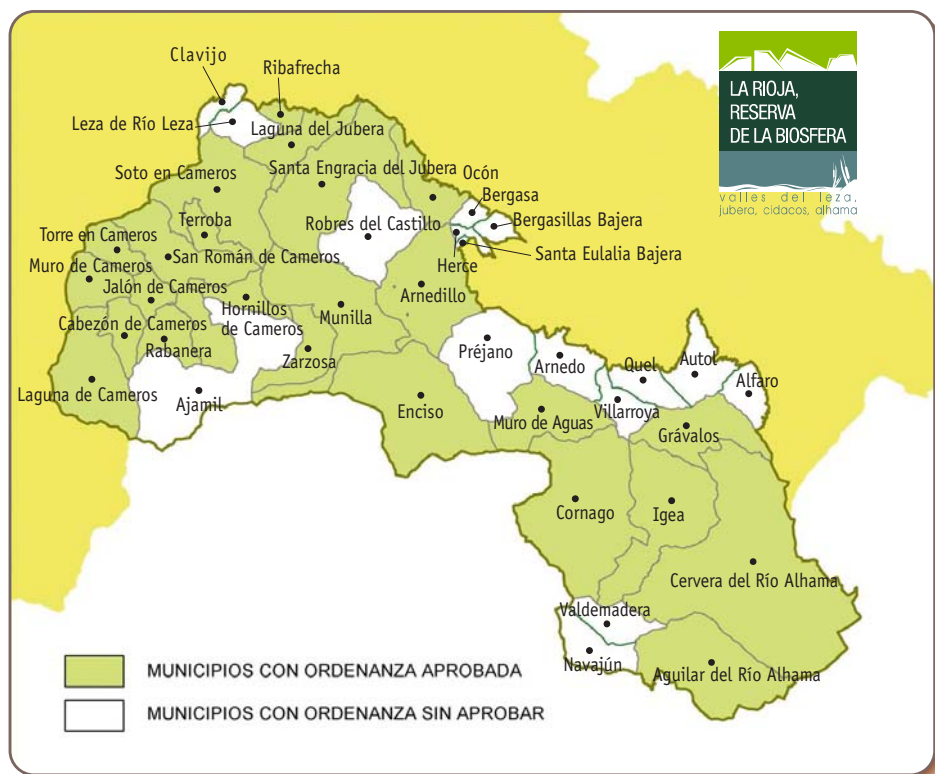 Clavijo
Ribafrecha
Leza de Río Leza
Laguna del Jubera
Santa Engracia del Jubera
Ocón
Soto en Cameros
Bergasa
Terroba
Robres del Castillo
Bergasillas Bajera
Torre en Cameros
San Román de Cameros
Herce
Santa Eulalia Bajera
Muro de Cameros
Jalón de Cameros
Arnedillo
Hornillos
de Cameros
Munilla
Cabezón de Cameros
Rabanera
Zarzosa
Préjano
Arnedo
Quel
Autol
Alfaro
Laguna de Cameros
Ajamil
Enciso
Villarroya
Muro de Aguas
Grávalos
Cornago
Igea
Cervera del Río Alhama
Valdemadera
Navajún
Aguilar del Río Alhama
LA RIOJA,
RESERVA
DE LA BIOSFERA
valles del leza,
jubera, cidacos, alhama
MUNICIPIOS CON ORDENANZA APROBADA
MUNICIPIOS CON ORDENANZA SIN APROBAR